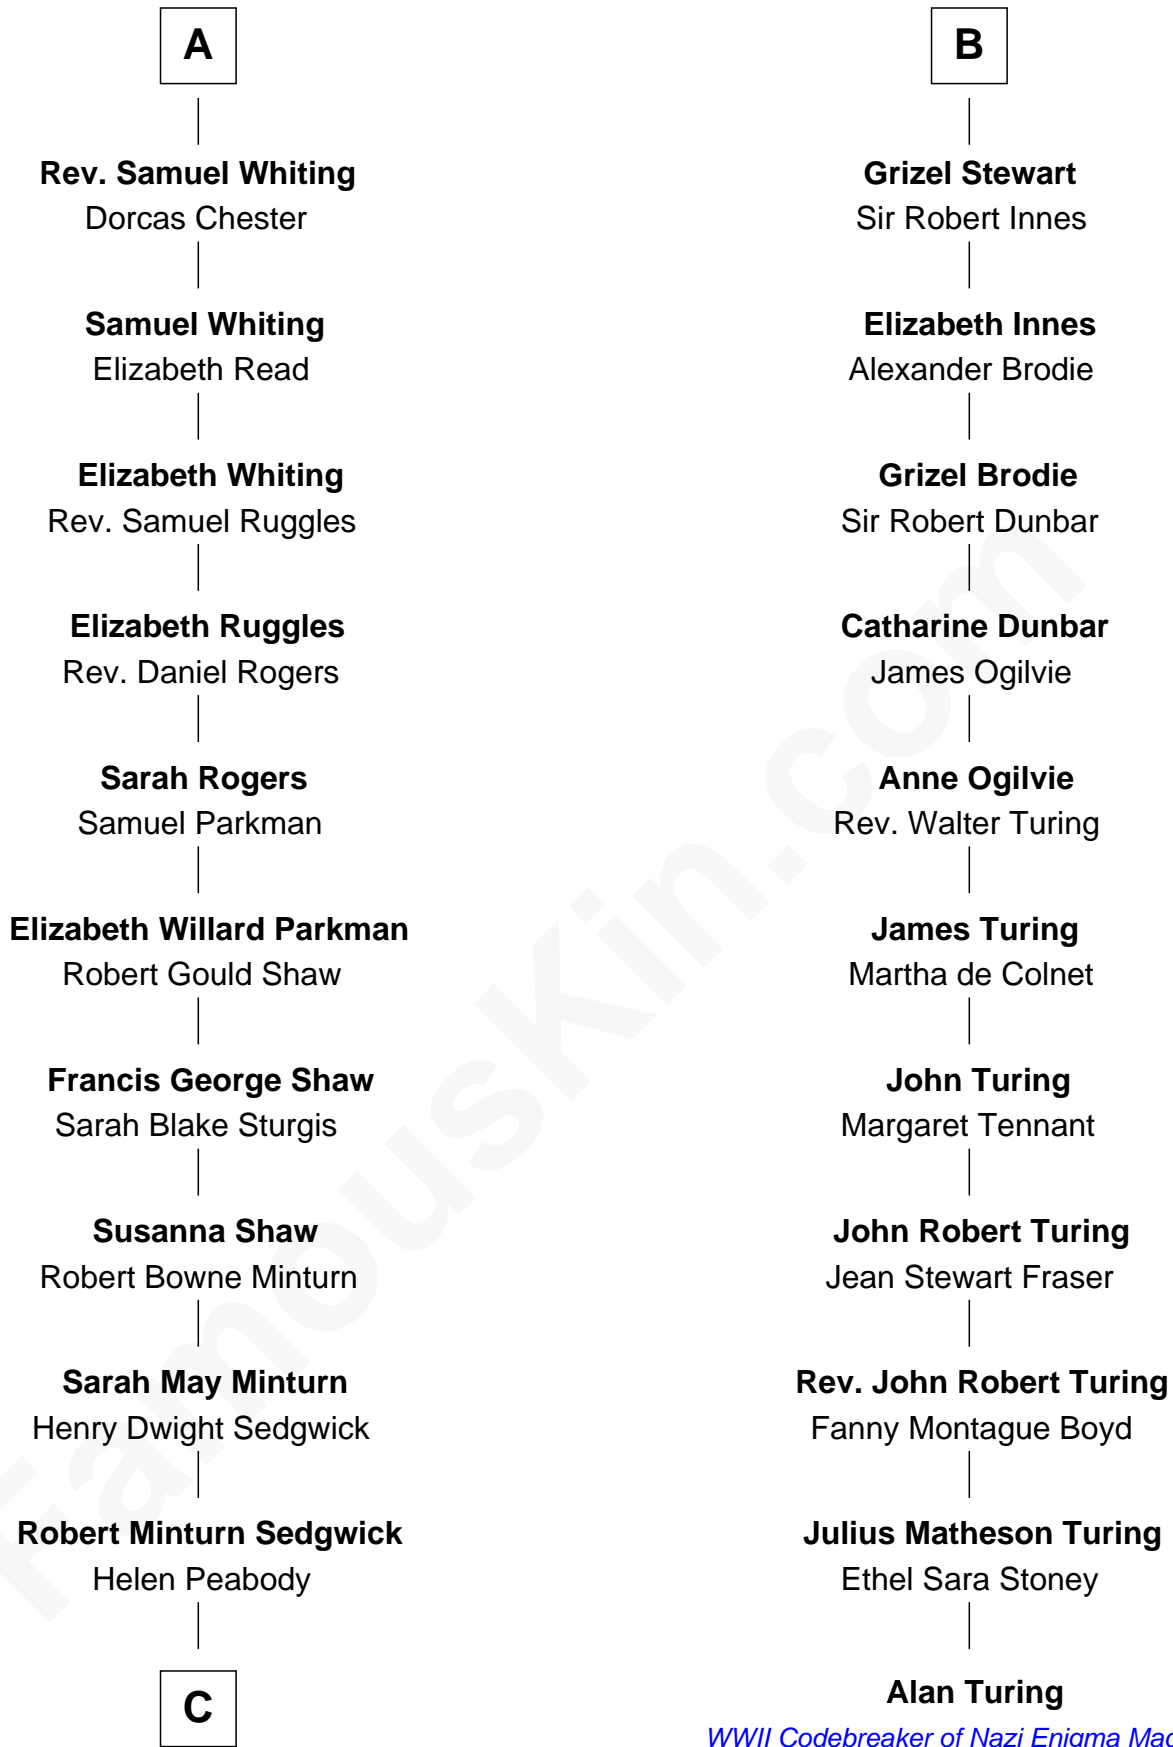 A
Rev. Samuel Whiting
Dorcas Chester
Samuel Whiting
Elizabeth Read
Elizabeth Whiting
Rev. Samuel Ruggles
Elizabeth Ruggles
Rev. Daniel Rogers
Sarah Rogers
Samuel Parkman
Elizabeth Willard Parkman
Robert Gould Shaw
Francis George Shaw
Sarah Blake Sturgis
Susanna Shaw
Robert Bowne Minturn
Sarah May Minturn
Henry Dwight Sedgwick
Robert Minturn Sedgwick
Helen Peabody
C
B
Grizel Stewart
Sir Robert Innes
Elizabeth Innes
Alexander Brodie
Grizel Brodie
Sir Robert Dunbar
Catharine Dunbar
James Ogilvie
Anne Ogilvie
Rev. Walter Turing
James Turing
Martha de Colnet
John Turing
Margaret Tennant
John Robert Turing
Jean Stewart Fraser
Rev. John Robert Turing
Fanny Montague Boyd
Julius Matheson Turing
Ethel Sara Stoney
Alan Turing
WWII Codebreaker of Nazi Enigma Mac
FamousKin.com